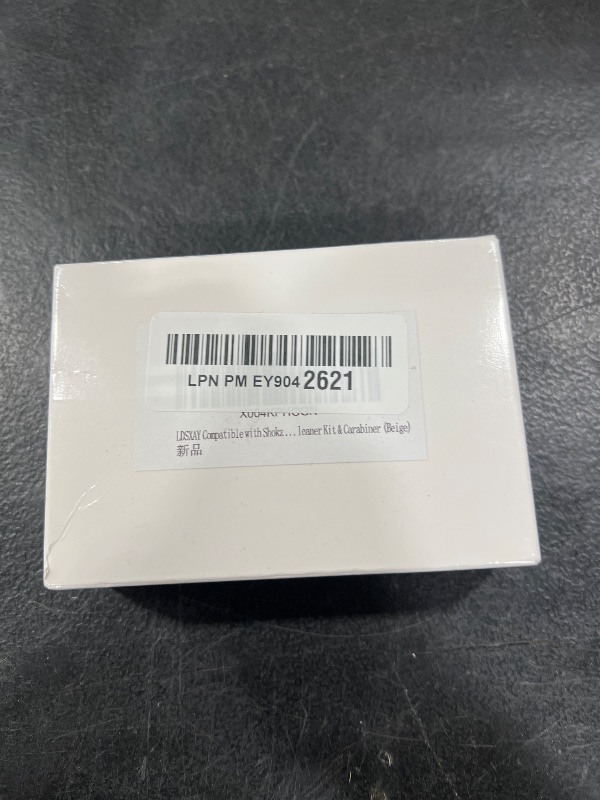 LPN PM EY904 2621
LDSXAY Compatible with Shokz... leaner Kit & Carabiner (Beige)
新品